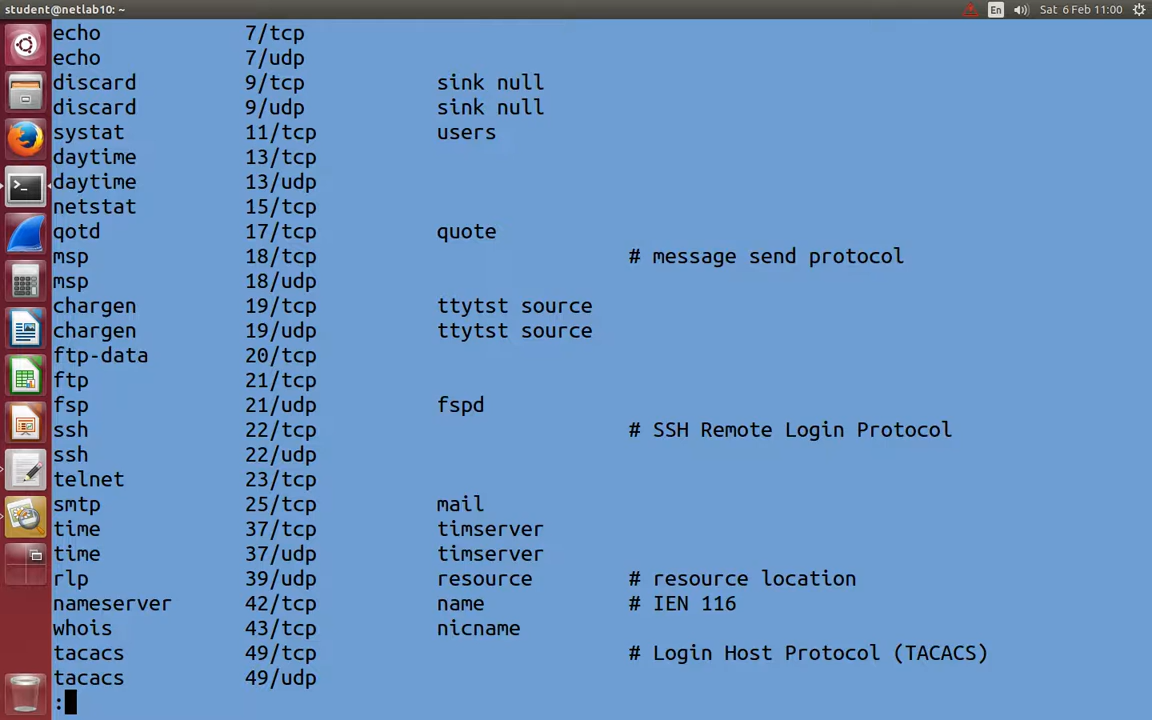 student@netlab10: ~ En Sat 6 Feb 11:00
echo 7/tcp
echo 7/udp
discard 9/tcp sink null
discard 9/udp sink null
systat 11/tcp users
daytime 13/tcp
daytime 13/udp
netstat 15/tcp
qotd 17/tcp quote
msp 18/tcp # message send protocol
msp 18/udp
chargen 19/tcp ttytst source
chargen 19/udp ttytst source
ftp-data 20/tcp
ftp 21/tcp
fsp 21/udp fspd
ssh 22/tcp # SSH Remote Login Protocol
ssh 22/udp
telnet 23/tcp
smtp 25/tcp mail
time 37/tcp timserver
time 37/udp timserver
rlp 39/udp resource # resource location
nameserver 42/tcp name # IEN 116
whois 43/tcp nicname
tacacs 49/tcp # Login Host Protocol (TACACS)
tacacs 49/udp
: